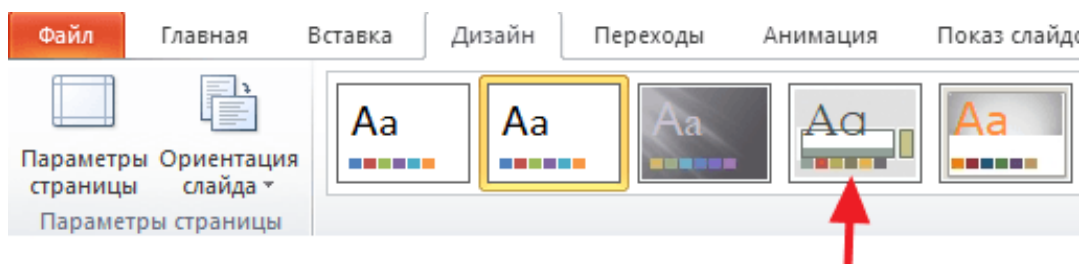 Файл Главная Вставка Дизайн Переходы Анимация Показ слайдо
Aa Aa Aa Aa Aa
Параметры страницы
Ориентация слайда
Параметры страницы